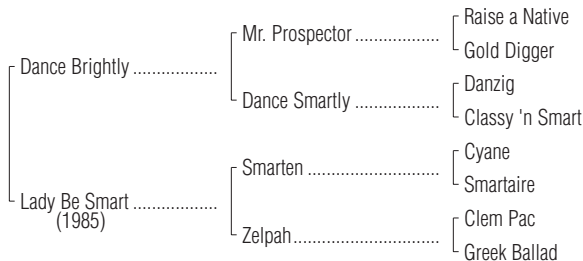 Raise a Native
Mr. Prospector ..................
Gold Digger
Dance Brightly ..................
Danzig
Dance Smartly ..................
Classy 'n Smart
Cyane
Smarten ............................
Smartaire
Lady Be Smart ..................
(1985)
Clem Pac
Zelpah...............................
Greek Ballad